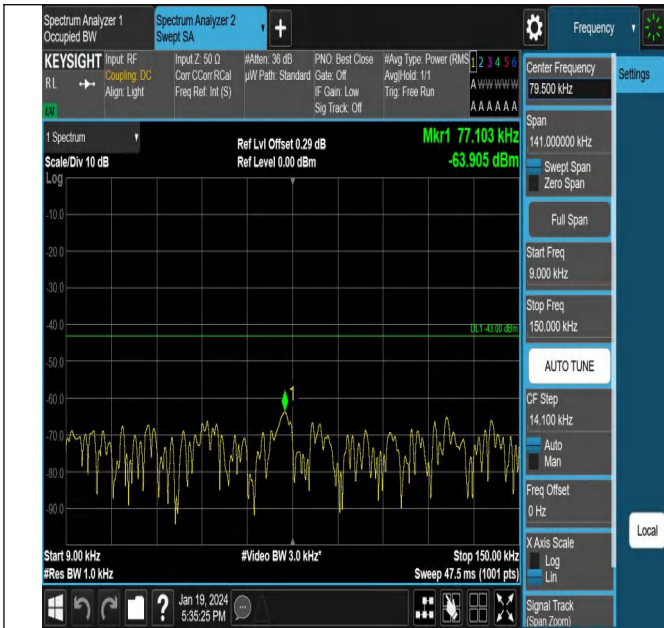 Spectrum Analyzer 1
Occupied BW
Spectrum Analyzer 2
Swept SA
+
Frequency
KEYSIGHT
RL
LXI
Input: RF
Coupling: DC
Align: Light
Input Z: 50 Ω
Corr CCorr RCal
Freq Ref: Int (S)
#Atten: 36 dB
µW Path: Standard
PNO: Best Close
Gate: Off
IF Gain: Low
Sig Track: Off
#Avg Type: Power (RMS
Avg|Hold: 1/1
Trig: Free Run
1 2 3 4 5 6
A W W W W W
A A A A A A
1 Spectrum
Scale/Div 10 dB
Ref Lvl Offset 0.29 dB
Ref Level 0.00 dBm
Mkr1 77.103 kHz
-63.905 dBm
Log
-10.0
-20.0
-30.0
-40.0
-50.0
-60.0
-70.0
-80.0
-90.0
DL1 -43.00 dBm
1
Start 9.00 kHz
#Res BW 1.0 kHz
#Video BW 3.0 kHz*
Stop 150.00 kHz
Sweep 47.5 ms (1001 pts)
Jan 19, 2024
5:35:25 PM
Center Frequency
79.500 kHz
Settings
Span
141.000000 kHz
Swept Span
Zero Span
Full Span
Start Freq
9.000 kHz
Stop Freq
150.000 kHz
AUTO TUNE
CF Step
14.100 kHz
Auto
Man
Freq Offset
0 Hz
Local
X Axis Scale
Log
Lin
Signal Track
(Span Zoom)